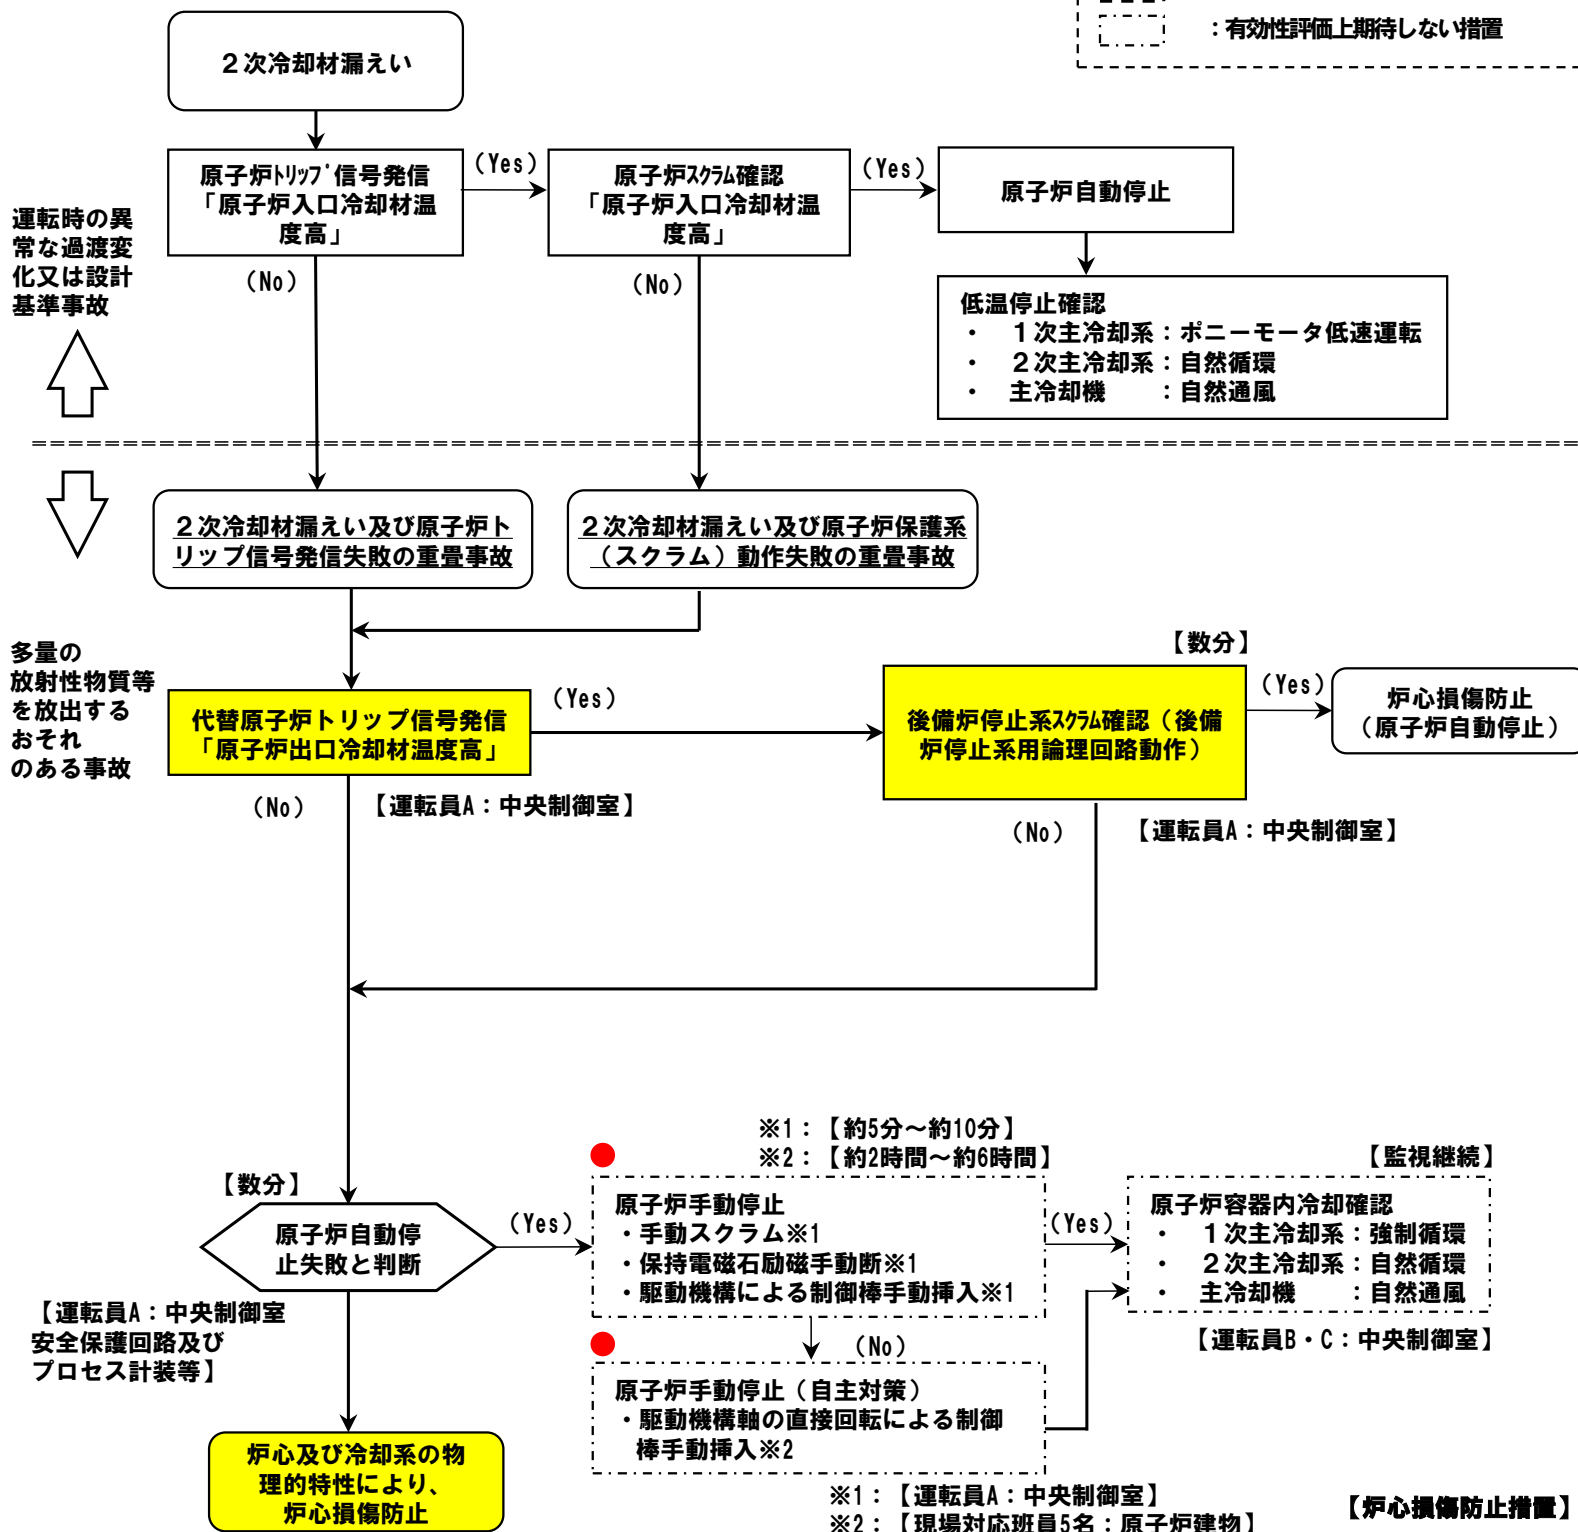 ：有効性評価上期待しない措置
２次冷却材漏えい
原子炉ﾄﾘｯﾌﾟ信号発信
「原子炉入口冷却材温
度高」
（Yes）
原子炉ｽｸﾗﾑ確認
「原子炉入口冷却材温
度高」
（Yes）
原子炉自動停止
運転時の異
常な過渡変
化又は設計
基準事故
（No）
（No）
低温停止確認
・　１次主冷却系：ポニーモータ低速運転
・　２次主冷却系：自然循環
・　主冷却機　　：自然通風
２次冷却材漏えい及び原子炉ト
リップ信号発信失敗の重畳事故
２次冷却材漏えい及び原子炉保護系
（スクラム）動作失敗の重畳事故
多量の
放射性物質等
を放出する
おそれ
のある事故
代替原子炉トリップ信号発信
「原子炉出口冷却材温度高」
（Yes）
【数分】
後備炉停止系ｽｸﾗﾑ確認（後備
炉停止系用論理回路動作）
（Yes）
炉心損傷防止
（原子炉自動停止）
（No）
【運転員A：中央制御室】
（No）
【運転員A：中央制御室】
※1：【約5分～約10分】
※2：【約2時間～約6時間】
【監視継続】
【数分】
原子炉自動停
止失敗と判断
（Yes）
原子炉手動停止
・手動スクラム※1
・保持電磁石励磁手動断※1
・駆動機構による制御棒手動挿入※1
（Yes）
原子炉容器内冷却確認
・　１次主冷却系：強制循環
・　２次主冷却系：自然循環
・　主冷却機　　：自然通風
【運転員A：中央制御室
安全保護回路及び
プロセス計装等】
【運転員B・C：中央制御室】
（No）
原子炉手動停止（自主対策）
・駆動機構軸の直接回転による制御
棒手動挿入※2
炉心及び冷却系の物
理的特性により、
炉心損傷防止
※1：【運転員A：中央制御室】
※2：【現場対応班員5名：原子炉建物】
【炉心損傷防止措置】